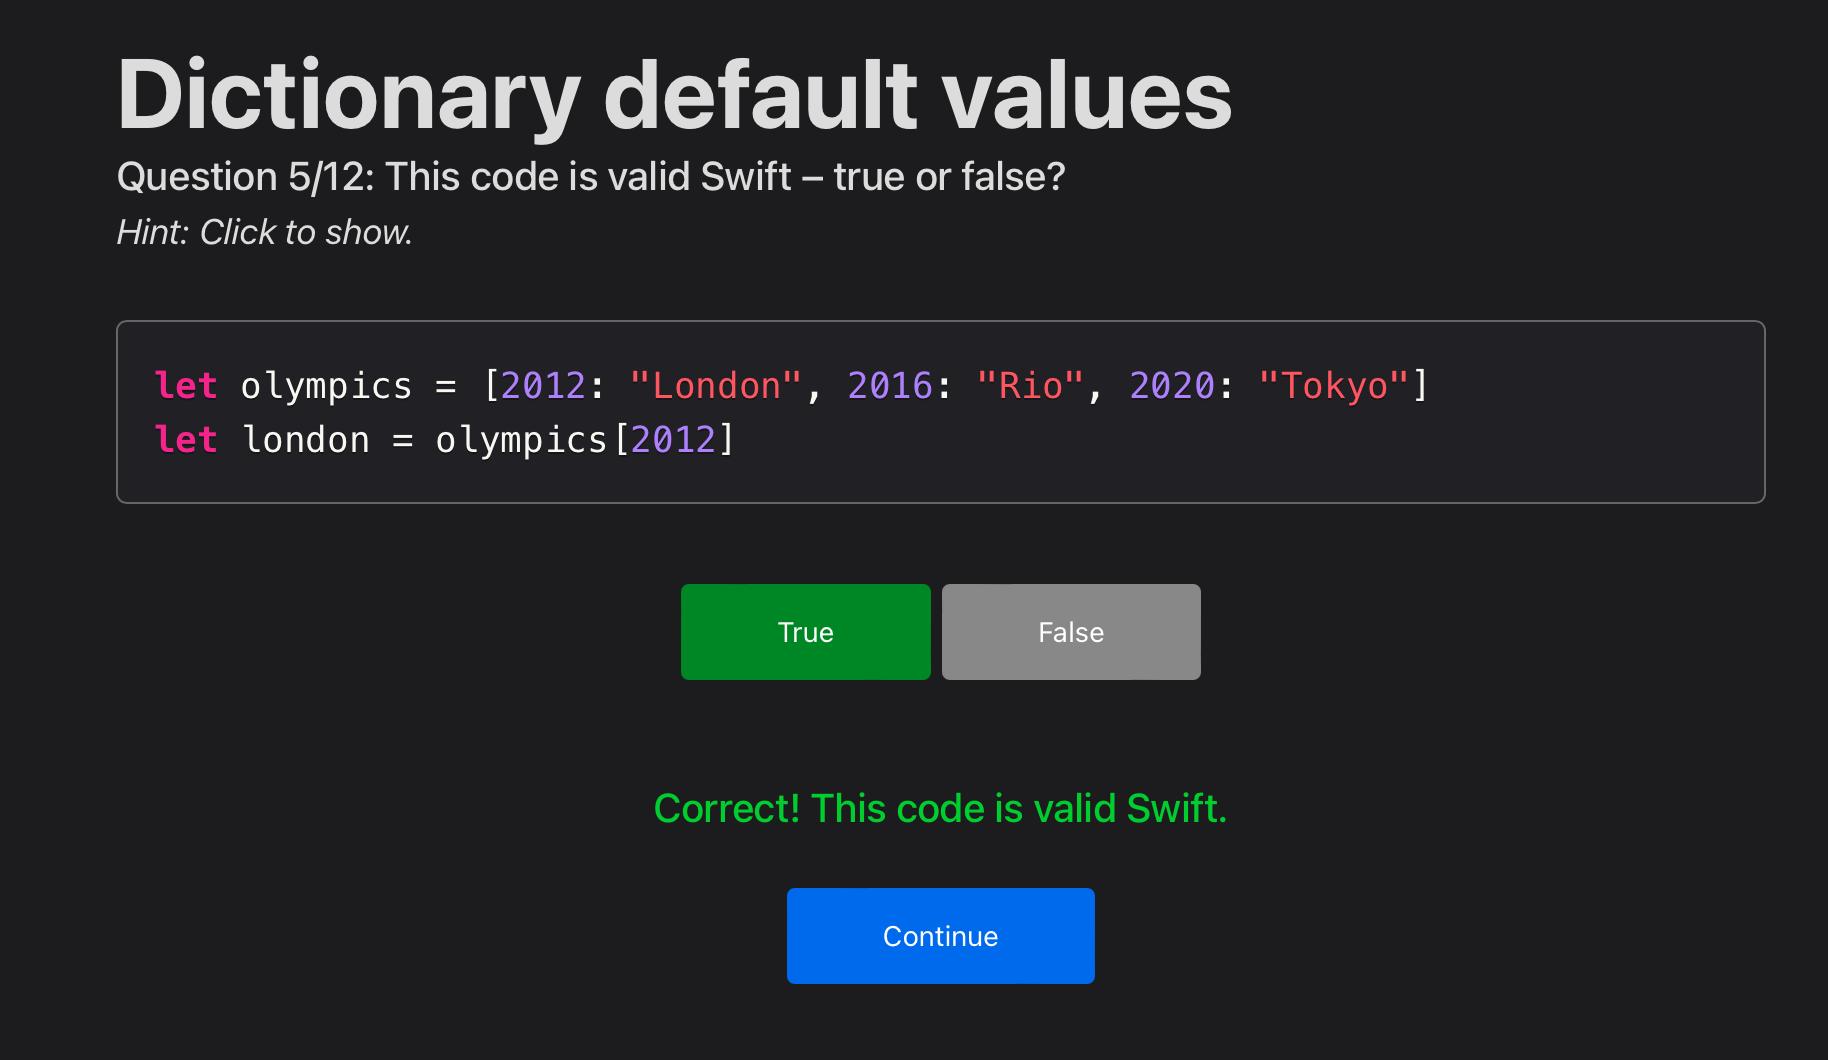 Dictionary default values
Question 5/12: This code is valid Swift – true or false?
Hint: Click to show.
let olympics = [2012: "London", 2016: "Rio", 2020: "Tokyo"]
let london = olympics[2012]
True
False
Correct! This code is valid Swift.
Continue